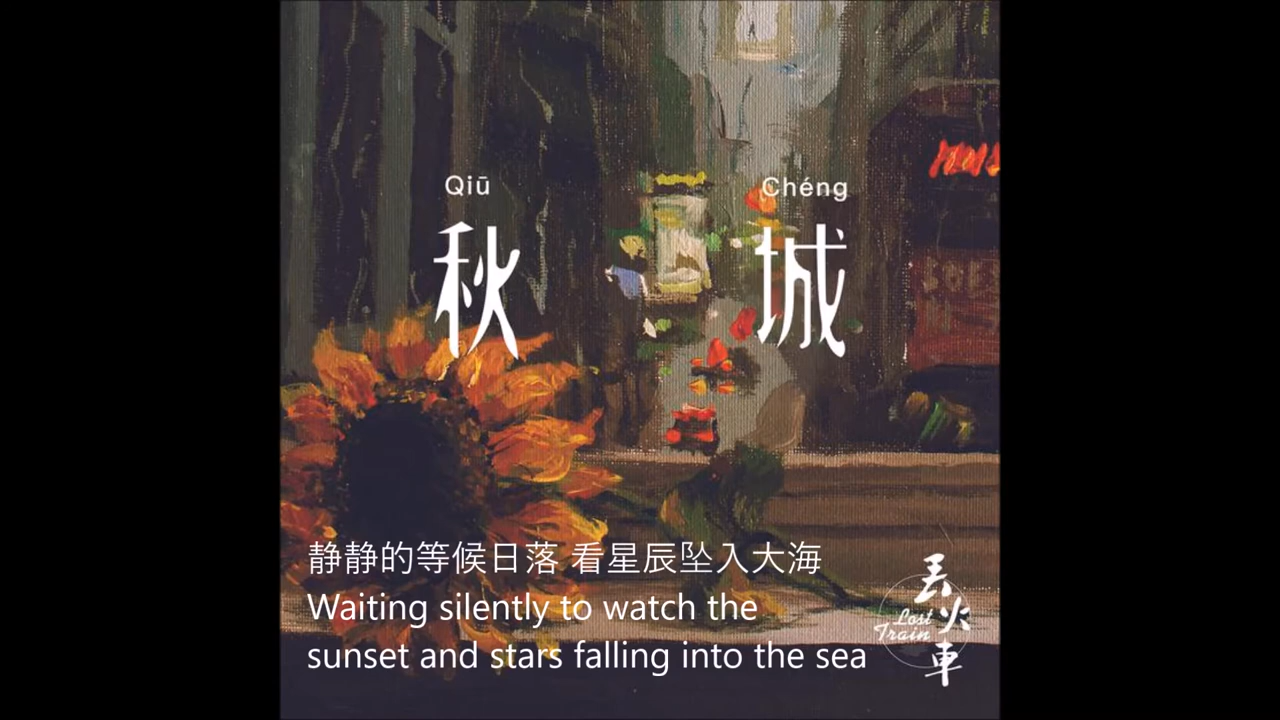 Qiū Chéng
秋 城
静静的等候日落 看星辰坠入大海
Waiting silently to watch the
sunset and stars falling into the sea
丢火車
Lost
Train